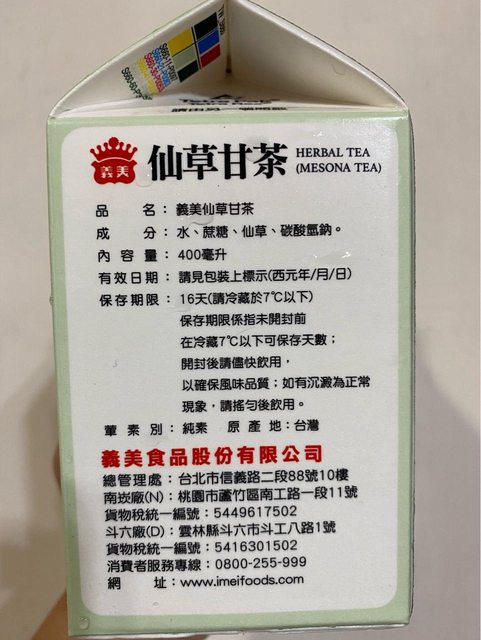 義美
仙草甘茶 HERBAL TEA
(MESONA TEA)
品 名：義美仙草甘茶
成 分：水、蔗糖、仙草、碳酸氫鈉。
內 容 量：400毫升
有效日期：請見包裝上標示(西元年/月/日)
保存期限：16天(請冷藏於7℃以下)
保存期限係指未開封前
在冷藏7℃以下可保存天數；
開封後請儘快飲用，
以確保風味品質；如有沉澱為正常
現象，請搖勻後飲用。
葷 素 別：純素 原 產 地：台灣
義美食品股份有限公司
總管理處：台北市信義路二段88號10樓
南崁廠(N)：桃園市蘆竹區南工路一段11號
貨物稅統一編號：5449617502
斗六廠(D)：雲林縣斗六市斗工八路1號
貨物稅統一編號：5416301502
消費者服務專線：0800-255-999
網 址：www.imeifoods.com